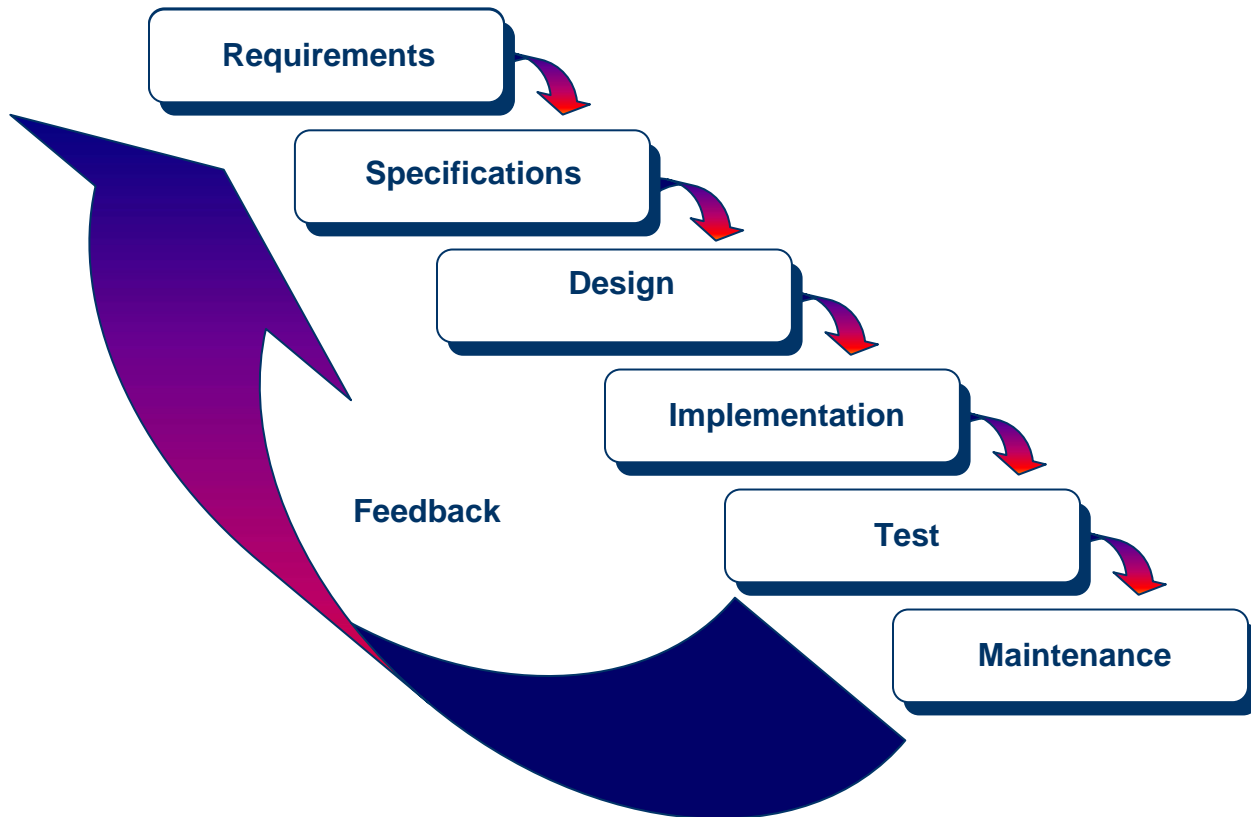 Requirements
Specifications
Design
Implementation
Feedback
Test
Maintenance